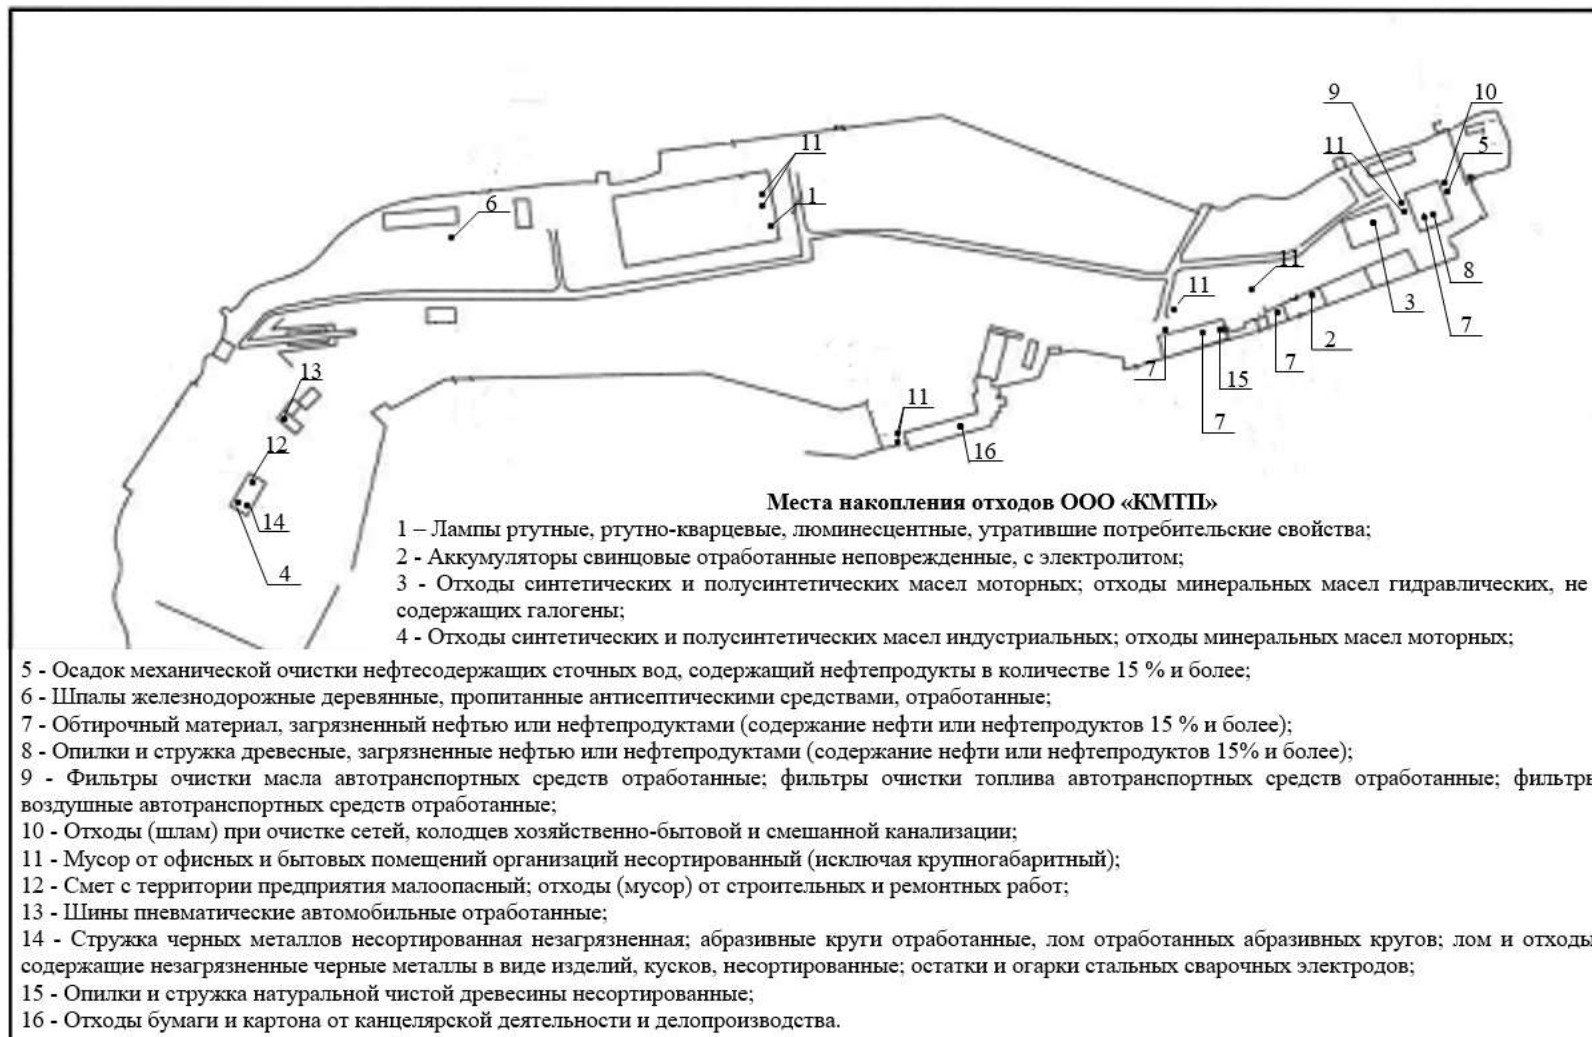 9
10
11
11
5
6
1
11
11
3
8
7
2
7
15
7
7
13
11
12
16
14
4
Места накопления отходов ООО «КМТП»
1 – Лампы ртутные, ртутно-кварцевые, люминесцентные, утратившие потребительские свойства;
2 - Аккумуляторы свинцовые отработанные неповрежденные, с электролитом;
3 - Отходы синтетических и полусинтетических масел моторных; отходы минеральных масел гидравлических, не
содержащих галогены;
4 - Отходы синтетических и полусинтетических масел индустриальных; отходы минеральных масел моторных;
5 - Осадок механической очистки нефтесодержащих сточных вод, содержащий нефтепродукты в количестве 15 % и более;
6 - Шпалы железнодорожные деревянные, пропитанные антисептическими средствами, отработанные;
7 - Обтирочный материал, загрязненный нефтью или нефтепродуктами (содержание нефти или нефтепродуктов 15 % и более);
8 - Опилки и стружка древесные, загрязненные нефтью или нефтепродуктами (содержание нефти или нефтепродуктов 15% и более);
9 - Фильтры очистки масла автотранспортных средств отработанные; фильтры очистки топлива автотранспортных средств отработанные; фильтры
воздушные автотранспортных средств отработанные;
10 - Отходы (шлам) при очистке сетей, колодцев хозяйственно-бытовой и смешанной канализации;
11 - Мусор от офисных и бытовых помещений организаций несортированный (исключая крупногабаритный);
12 - Смет с территории предприятия малоопасный; отходы (мусор) от строительных и ремонтных работ;
13 - Шины пневматические автомобильные отработанные;
14 - Стружка черных металлов несортированная незагрязненная; абразивные круги отработанные, лом отработанных абразивных кругов; лом и отходы
содержащие незагрязненные черные металлы в виде изделий, кусков, несортированные; остатки и огарки стальных сварочных электродов;
15 - Опилки и стружка натуральной чистой древесины несортированные;
16 - Отходы бумаги и картона от канцелярской деятельности и делопроизводства.